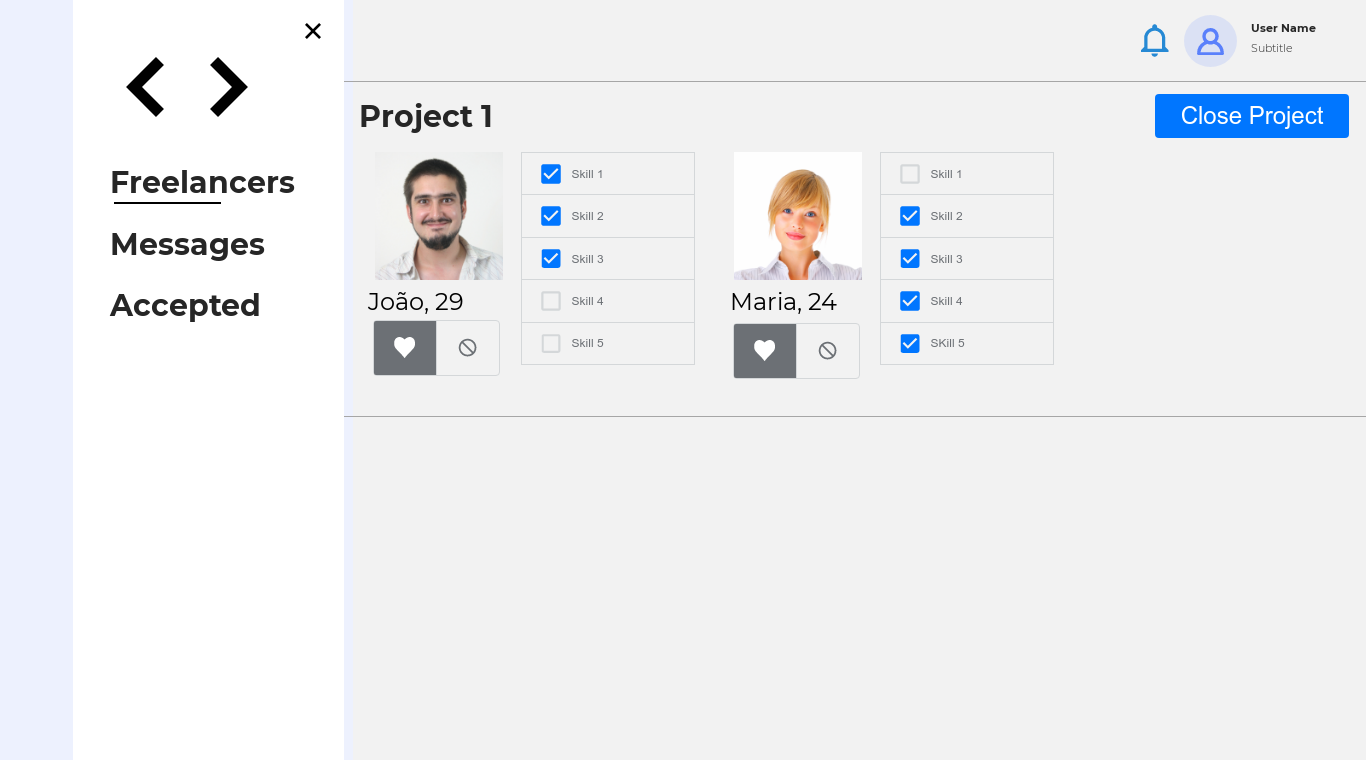 User Name
Subtitle
Freelancers
Messages
Accepted
Project 1
Close Project
João, 29
Skill 1
Skill 2
Skill 3
Skill 4
Skill 5
Maria, 24
Skill 1
Skill 2
Skill 3
Skill 4
SKill 5